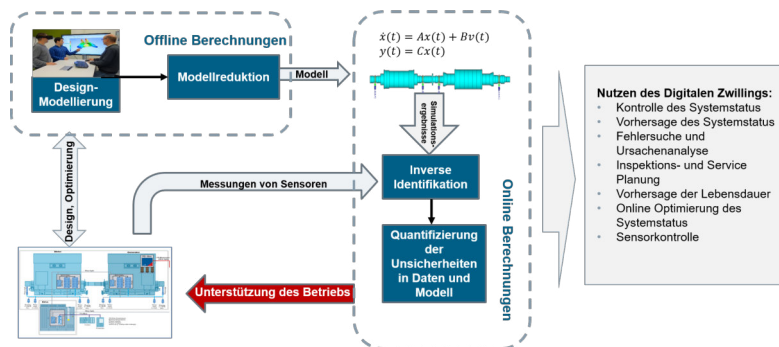 Offline Berechnungen
Design-
Modellierung
Modellreduktion
Modell
ẋ(t) = Ax(t) + Bv(t)
y(t) = Cx(t)
Simulations-
ergebnisse
Design, Optimierung
Messungen von Sensoren
Inverse
Identifkation
Quantifizierung
der
Unsicherheiten
in Daten und
Modell
Online Berechnungen
Unterstützung des Betriebs
Nutzen des Digitalen Zwillings:
▪ Kontrolle des Systemstatus
▪ Vorhersage des Systemstatus
▪ Fehlersuche und
Ursachenanalyse
▪ Inspektions- und Service
Planung
▪ Vorhersage der Lebensdauer
▪ Online Optimierung des
Systemstatus
▪ Sensorkontrolle